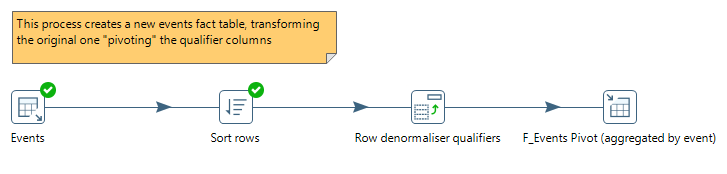 This process creates a new events fact table, transforming
the original one "pivoting" the qualifier columns
Events
Sort rows
Row denormaliser qualifiers
F_Events Pivot (aggregated by event)